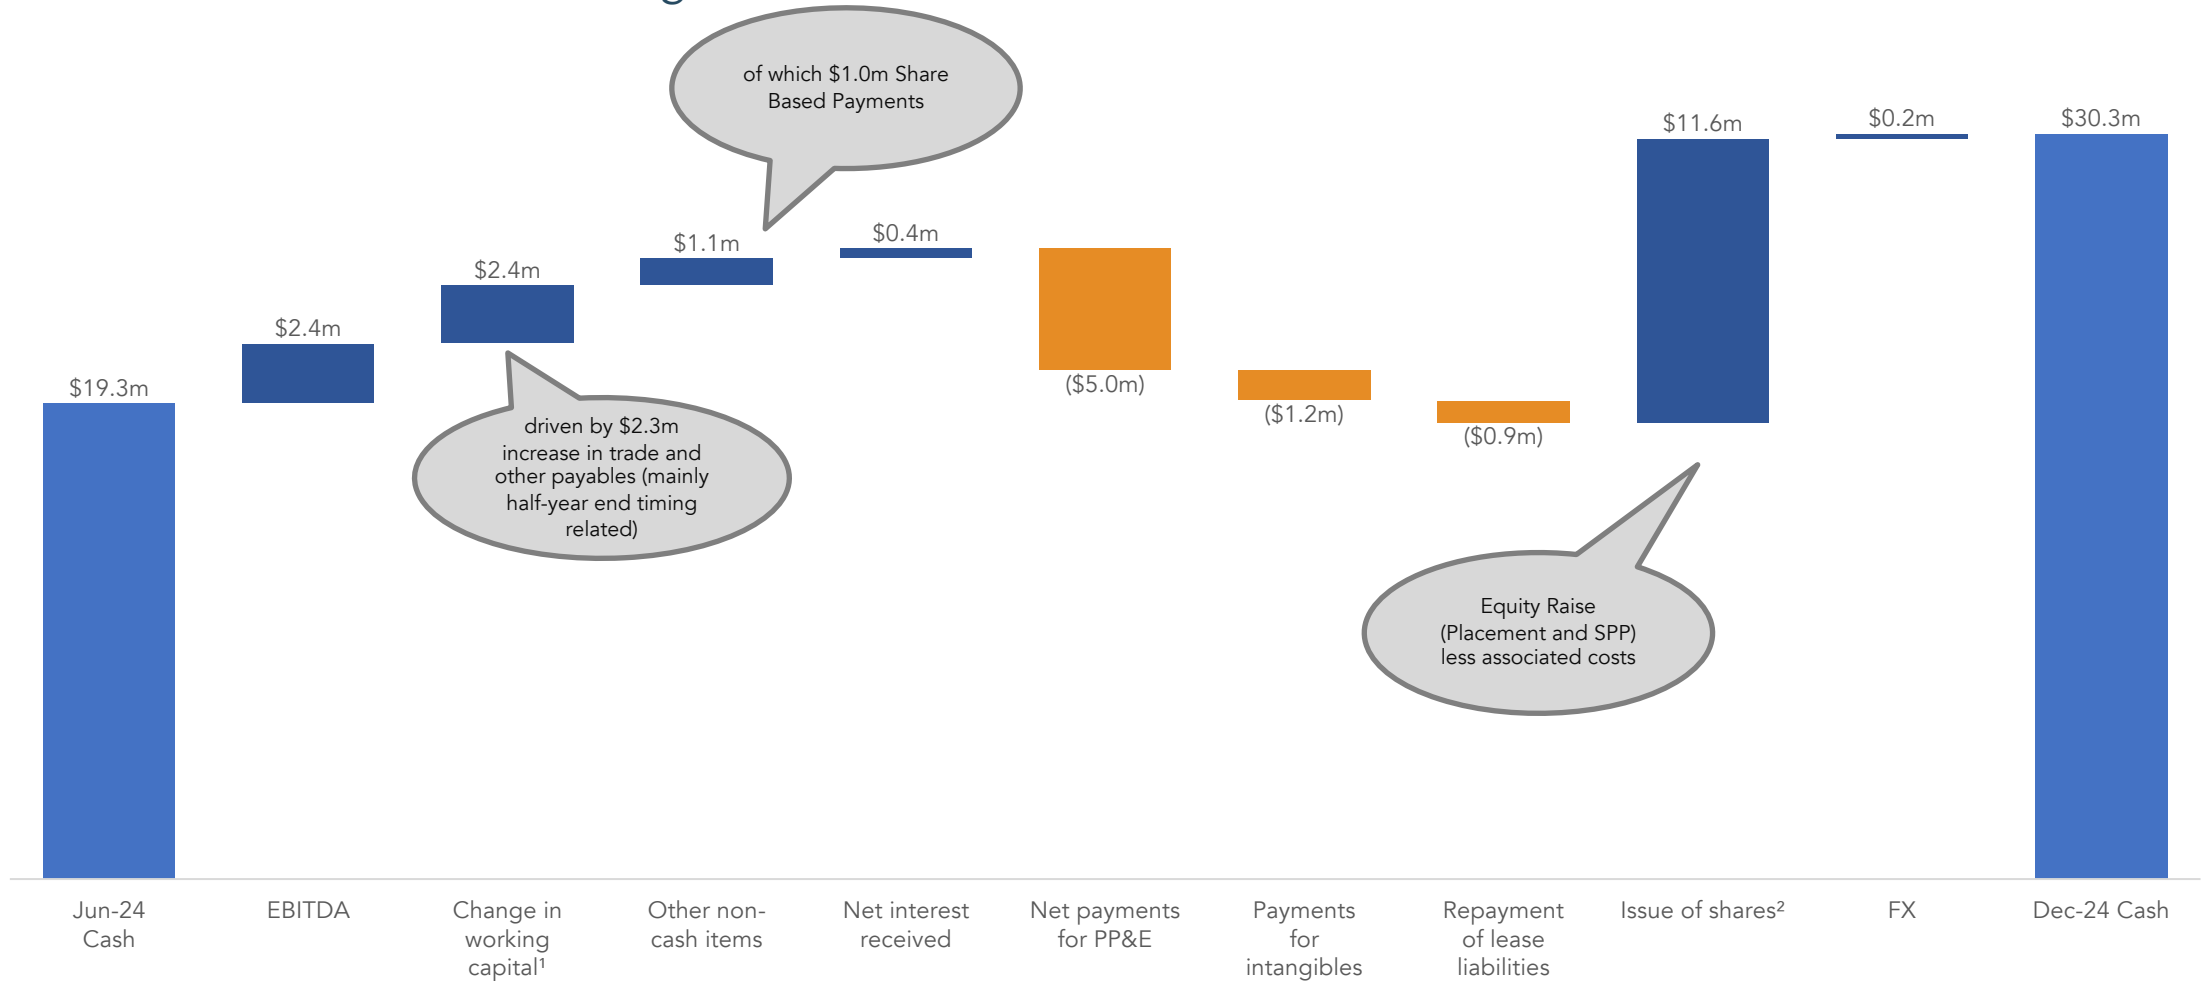 of which $1.0m Share
Based Payments
$19.3m
$2.4m
$2.4m
$1.1m
$0.4m
($5.0m)
($1.2m)
($0.9m)
$11.6m
$0.2m
$30.3m
driven by $2.3m
increase in trade and
other payables (mainly
half-year end timing
related)
Equity Raise
(Placement and SPP)
less associated costs
Jun-24
Cash
EBITDA
Change in
working
capital¹
Other non-
cash items
Net interest
received
Net payments
for PP&E
Payments
for
intangibles
Repayment
of lease
liabilities
Issue of shares²
FX
Dec-24 Cash